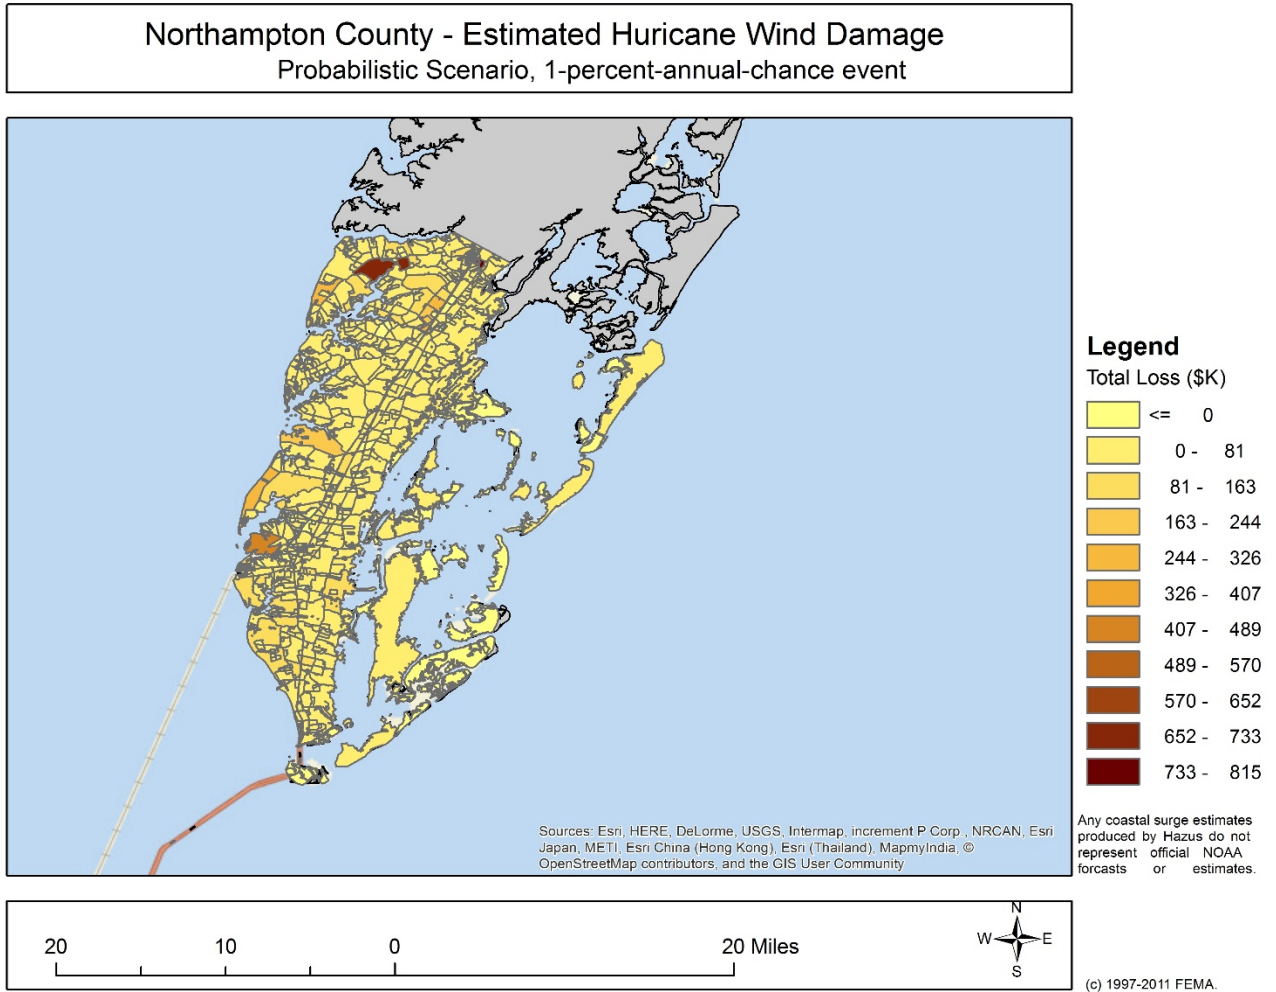 Northampton County - Estimated Huricane Wind Damage
Probabilistic Scenario, 1-percent-annual-chance event
Legend
Total Loss ($K)
<= 0
0 - 81
81 - 163
163 - 244
244 - 326
326 - 407
407 - 489
489 - 570
570 - 652
652 - 733
733 - 815
Any coastal surge estimates
produced by Hazus do not
represent official NOAA
forcasts or estimates.
Sources: Esri, HERE, DeLorme, USGS, Intermap, increment P Corp., NRCAN, Esri
Japan, METI, Esri China (Hong Kong), Esri (Thailand), MapmyIndia, ©
OpenStreetMap contributors, and the GIS User Community
20 10 0 20 Miles
N
W E
S
(c) 1997-2011 FEMA.